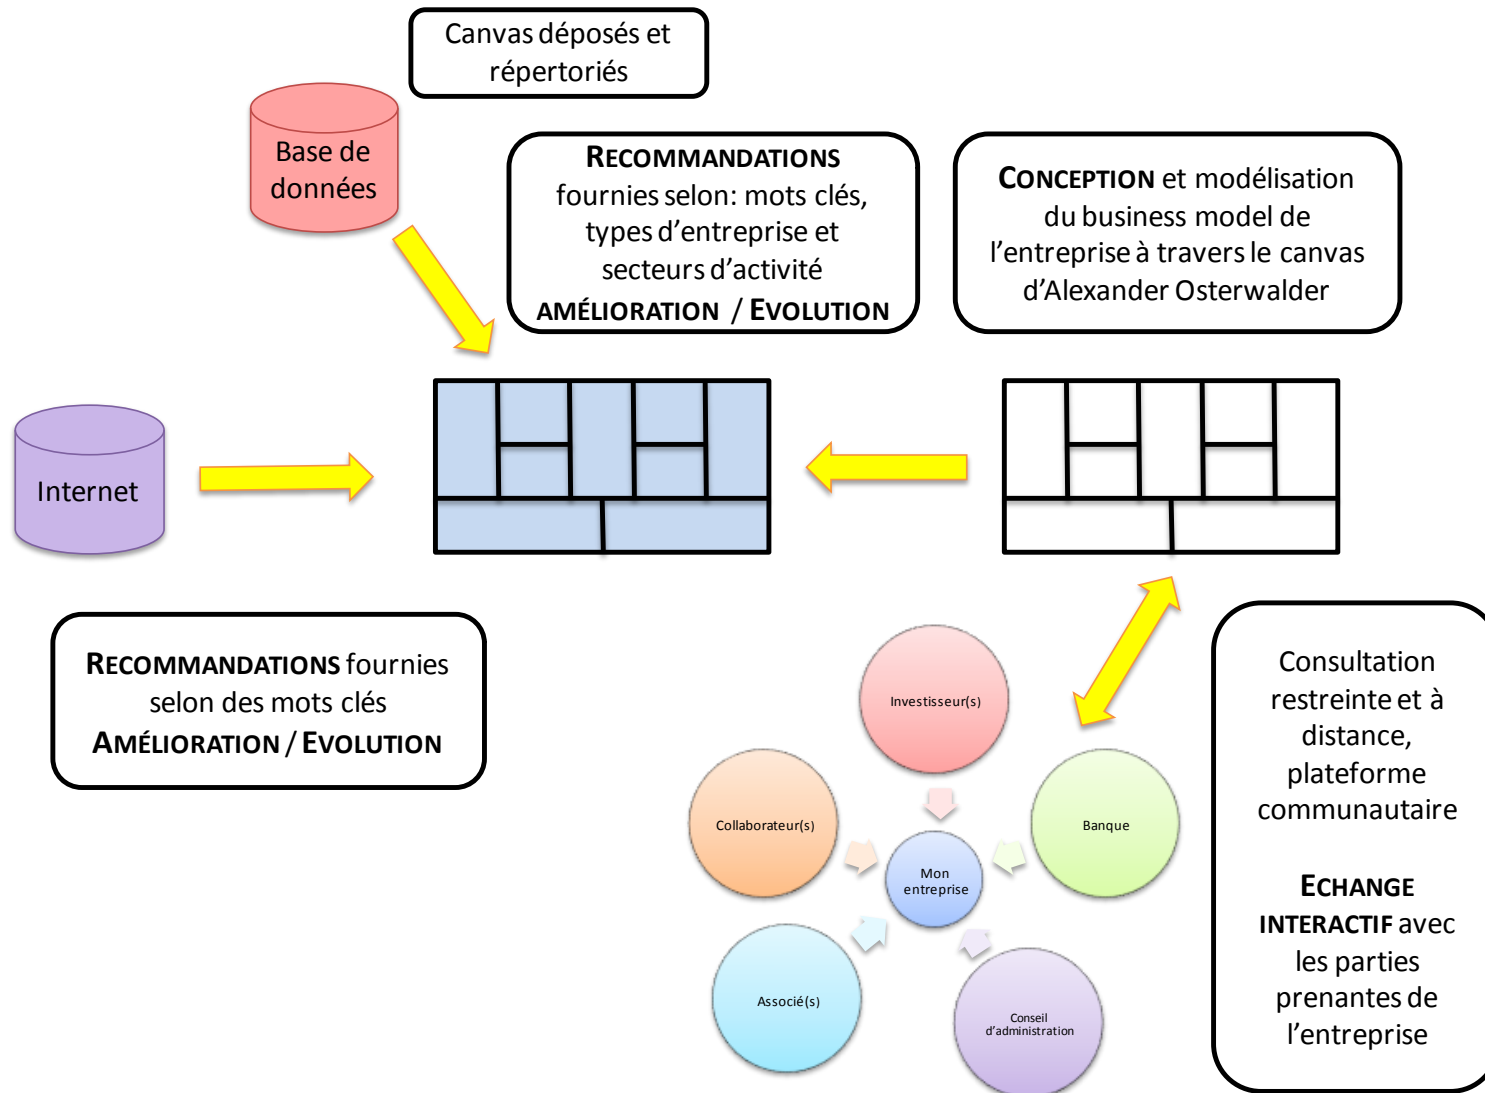 Canvas déposés et
répertoriés
Base de
données
RECOMMANDATIONS
fournies selon: mots clés,
types d’entreprise et
secteurs d’activité
AMÉLIORATION / EVOLUTION
CONCEPTION et modélisation
du business model de
l’entreprise à travers le canvas
d’Alexander Osterwalder
Internet
RECOMMANDATIONS fournies
selon des mots clés
AMÉLIORATION / EVOLUTION
Investisseur(s)
Collaborateur(s)
Banque
Mon
entreprise
Associé(s)
Conseil
d’administration
Consultation
restreinte et à
distance,
plateforme
communautaire
ECHANGE
INTERACTIF avec
les parties
prenantes de
l’entreprise